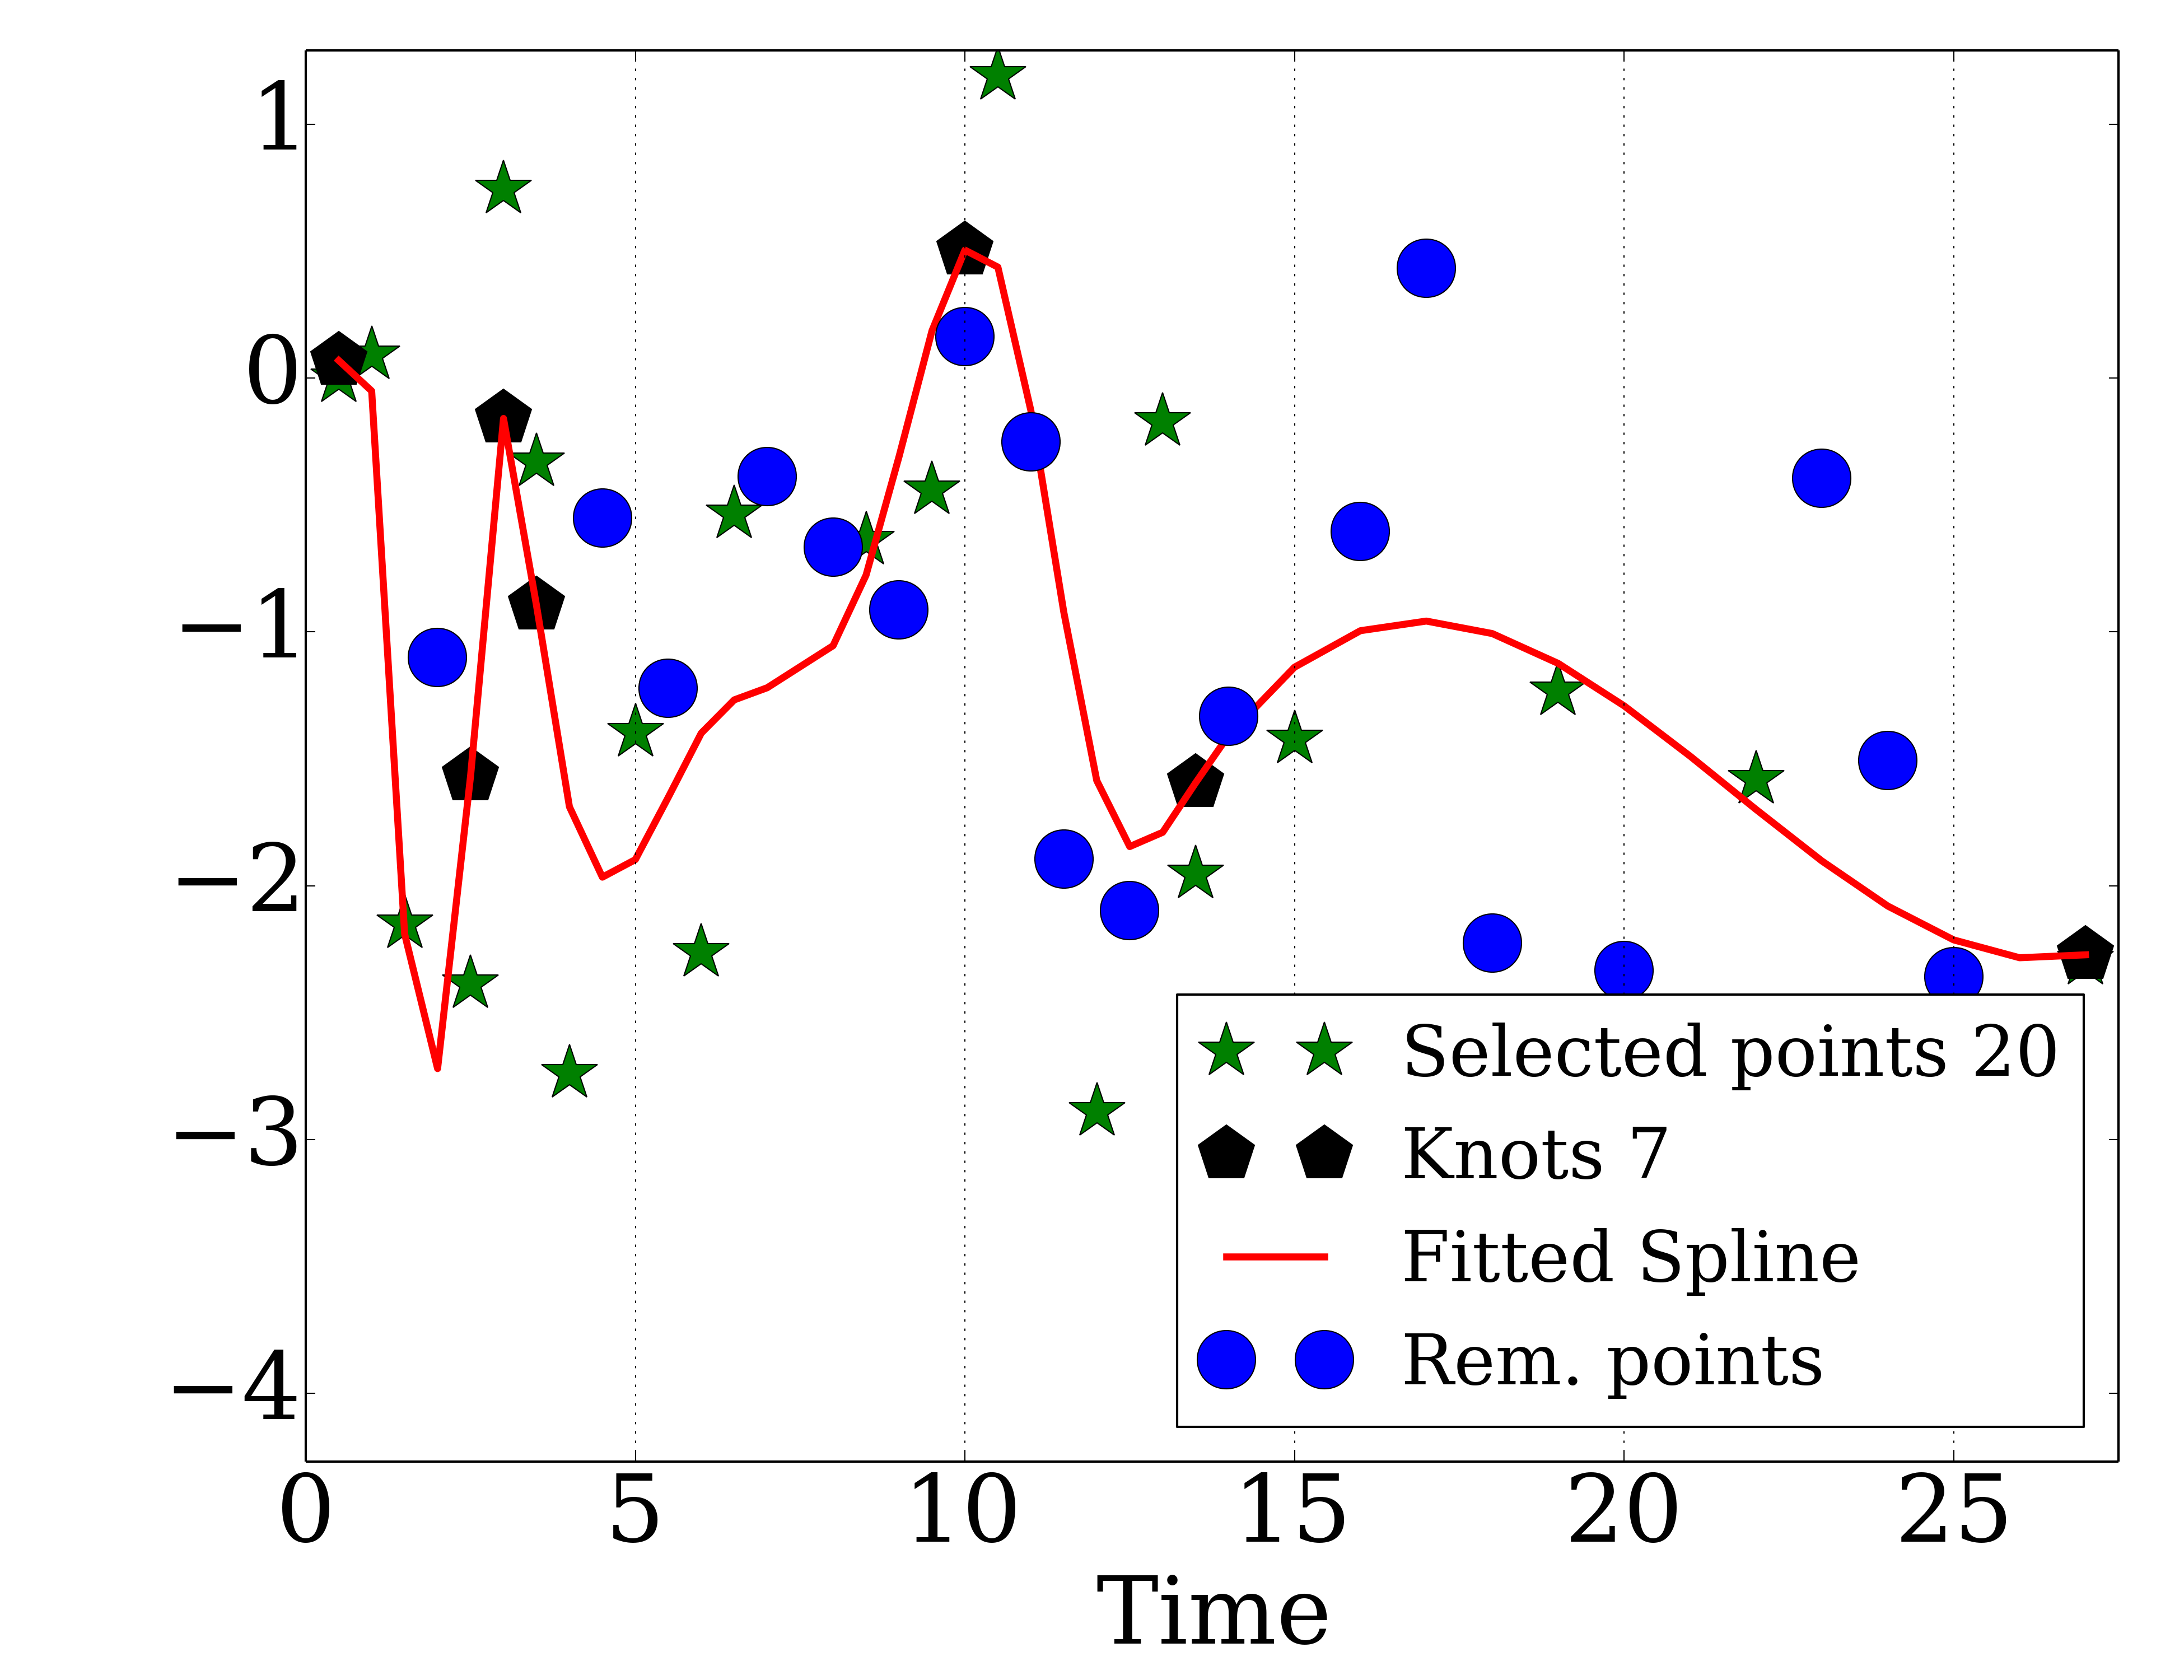 1
0
−1
−2
−3
−4
0 5 10 15 20 25
Time
Selected points 20
Knots 7
Fitted Spline
Rem. points